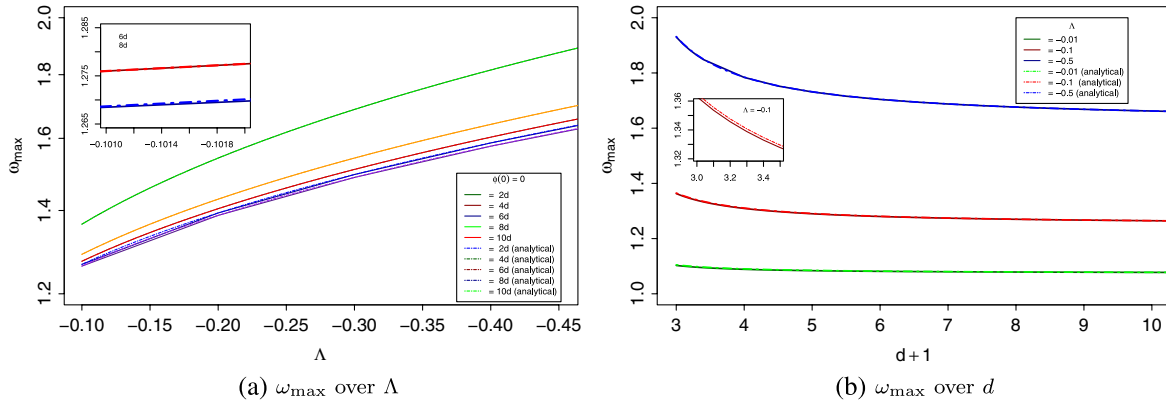 ω_max
2.0
1.8
1.6
1.4
1.2
1.285
1.275
1.265
6d
8d
−0.1010
−0.1014
−0.1018
ϕ(0) = 0
= 2d
= 4d
= 6d
= 8d
= 10d
= 2d (analytical)
= 4d (analytical)
= 6d (analytical)
= 8d (analytical)
= 10d (analytical)
−0.10
−0.15
−0.20
−0.25
−0.30
−0.35
−0.40
−0.45
Λ
(a) ω_max over Λ
ω_max
2.0
1.8
1.6
1.4
1.2
1.0
Λ
= −0.01
= −0.1
= −0.5
= −0.01 (analytical)
= −0.1 (analytical)
= −0.5 (analytical)
1.36
1.34
1.32
Λ = −0.1
3.0
3.2
3.4
3
4
5
6
7
8
9
10
d + 1
(b) ω_max over d